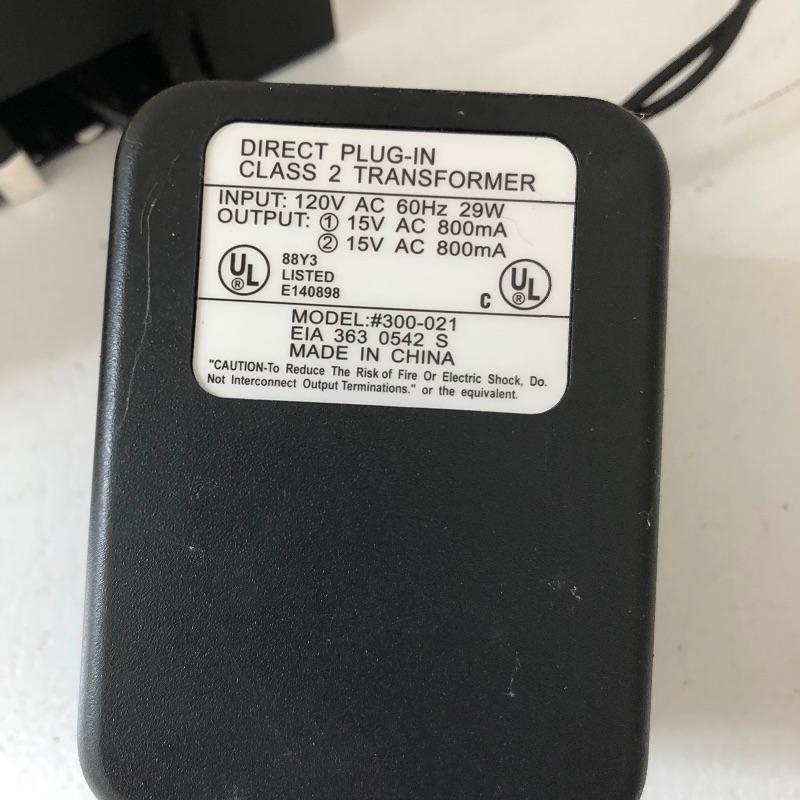 DIRECT PLUG-IN
CLASS 2 TRANSFORMER
INPUT: 120V AC 60Hz 29W
OUTPUT: ① 15V AC 800mA
② 15V AC 800mA
UL ®
88Y3
LISTED
E140898
C UL ®
MODEL:#300-021
EIA 363 0542 S
MADE IN CHINA
"CAUTION-To Reduce The Risk of Fire Or Electric Shock, Do.
Not Interconnect Output Terminations." or the equivalent.